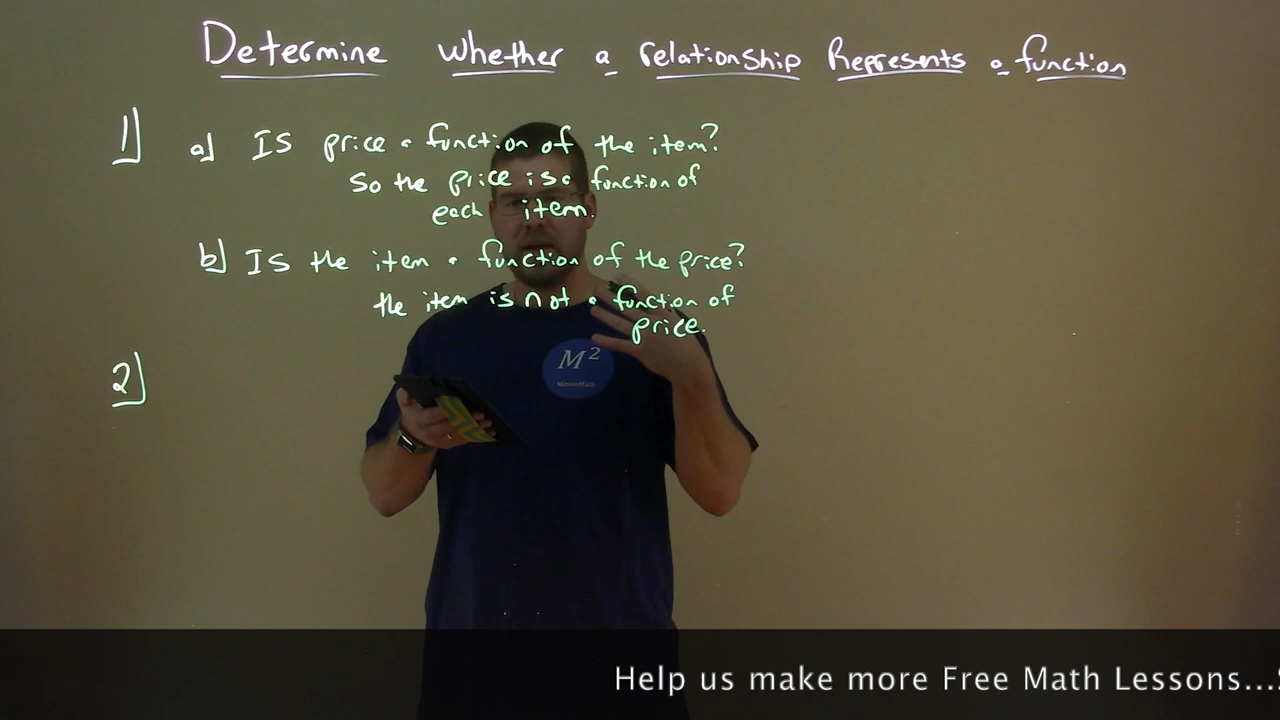 Determine whether a relationship Represents a function
1) a) Is price a function of the item?
So the price is a function of
each item.
b) Is the item a function of the price?
the item is not a function of
price.
M²
MinuteMath
2)
Help us make more Free Math Lessons...